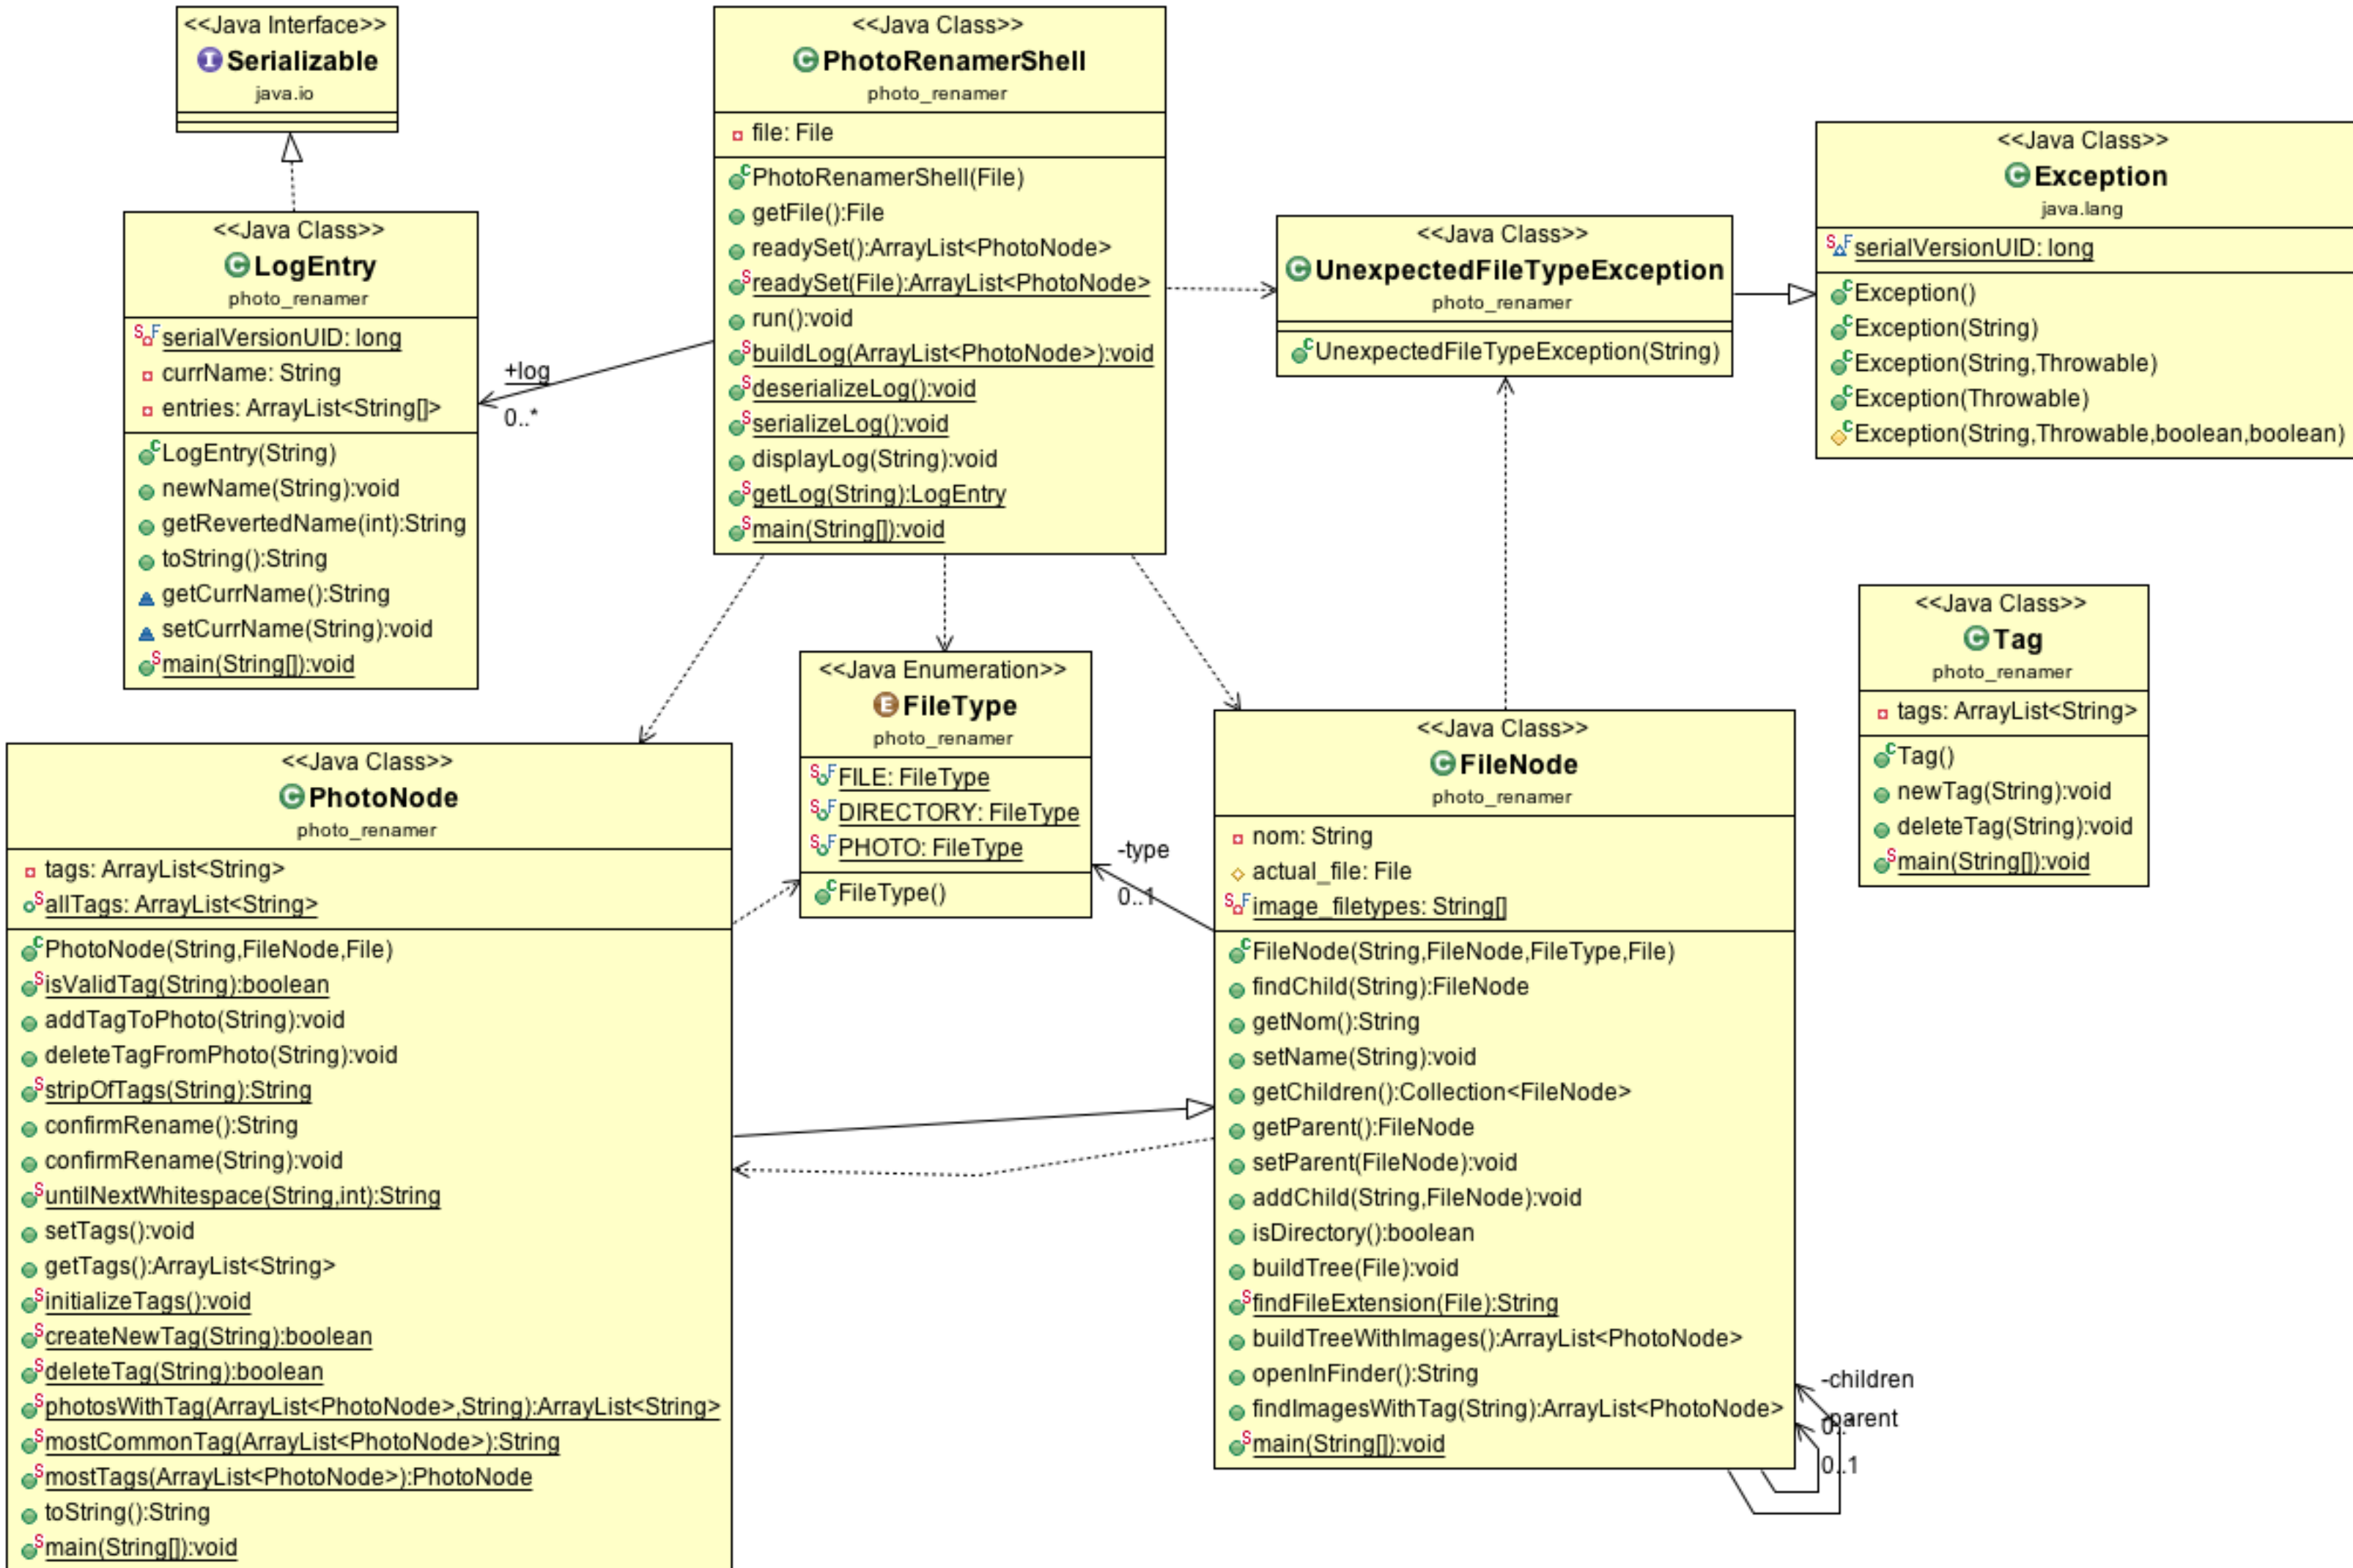 <<Java Interface>>
Serializable
java.io
<<Java Class>>
PhotoRenamerShell
photo_renamer
file: File
PhotoRenamerShell(File)
getFile():File
readySet():ArrayList<PhotoNode>
readySet(File):ArrayList<PhotoNode>
run():void
buildLog(ArrayList<PhotoNode>):void
deserializeLog():void
serializeLog():void
displayLog(String):void
getLog(String):LogEntry
main(String[]):void
<<Java Class>>
Exception
java.lang
serialVersionUID: long
Exception()
Exception(String)
Exception(String,Throwable)
Exception(Throwable)
Exception(String,Throwable,boolean,boolean)
<<Java Class>>
LogEntry
photo_renamer
serialVersionUID: long
currName: String
entries: ArrayList<String[]>
LogEntry(String)
newName(String):void
getRevertedName(int):String
toString():String
getCurrName():String
setCurrName(String):void
main(String[]):void
+log
0..*
<<Java Class>>
UnexpectedFileTypeException
photo_renamer
UnexpectedFileTypeException(String)
<<Java Class>>
Tag
photo_renamer
tags: ArrayList<String>
Tag()
newTag(String):void
deleteTag(String):void
main(String[]):void
<<Java Enumeration>>
FileType
photo_renamer
FILE: FileType
DIRECTORY: FileType
PHOTO: FileType
FileType()
-type
0..1
<<Java Class>>
PhotoNode
photo_renamer
tags: ArrayList<String>
allTags: ArrayList<String>
PhotoNode(String,FileNode,File)
isValidTag(String):boolean
addTagToPhoto(String):void
deleteTagFromPhoto(String):void
stripOfTags(String):String
confirmRename():String
confirmRename(String):void
untilNextWhitespace(String,int):String
setTags():void
getTags():ArrayList<String>
initializeTags():void
createNewTag(String):boolean
deleteTag(String):boolean
photosWithTag(ArrayList<PhotoNode>,String):ArrayList<String>
mostCommonTag(ArrayList<PhotoNode>):String
mostTags(ArrayList<PhotoNode>):PhotoNode
toString():String
main(String[]):void
<<Java Class>>
FileNode
photo_renamer
nom: String
actual_file: File
image_filetypes: String[]
FileNode(String,FileNode,FileType,File)
findChild(String):FileNode
getNom():String
setName(String):void
getChildren():Collection<FileNode>
getParent():FileNode
setParent(FileNode):void
addChild(String,FileNode):void
isDirectory():boolean
buildTree(File):void
findFileExtension(File):String
buildTreeWithImages():ArrayList<PhotoNode>
openInFinder():String
findImagesWithTag(String):ArrayList<PhotoNode>
main(String[]):void
-children
-parent
0..1